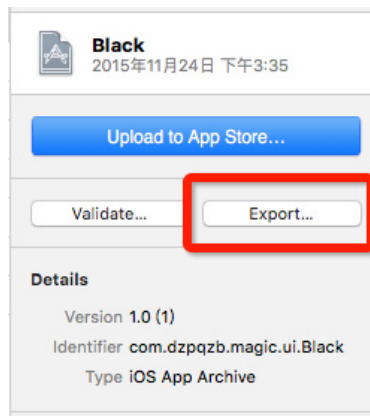 Black
2015年11月24日 下午3:35
Upload to App Store...
Validate...
Export...
Details
Version 1.0 (1)
Identifier com.dzpqzb.magic.ui.Black
Type iOS App Archive